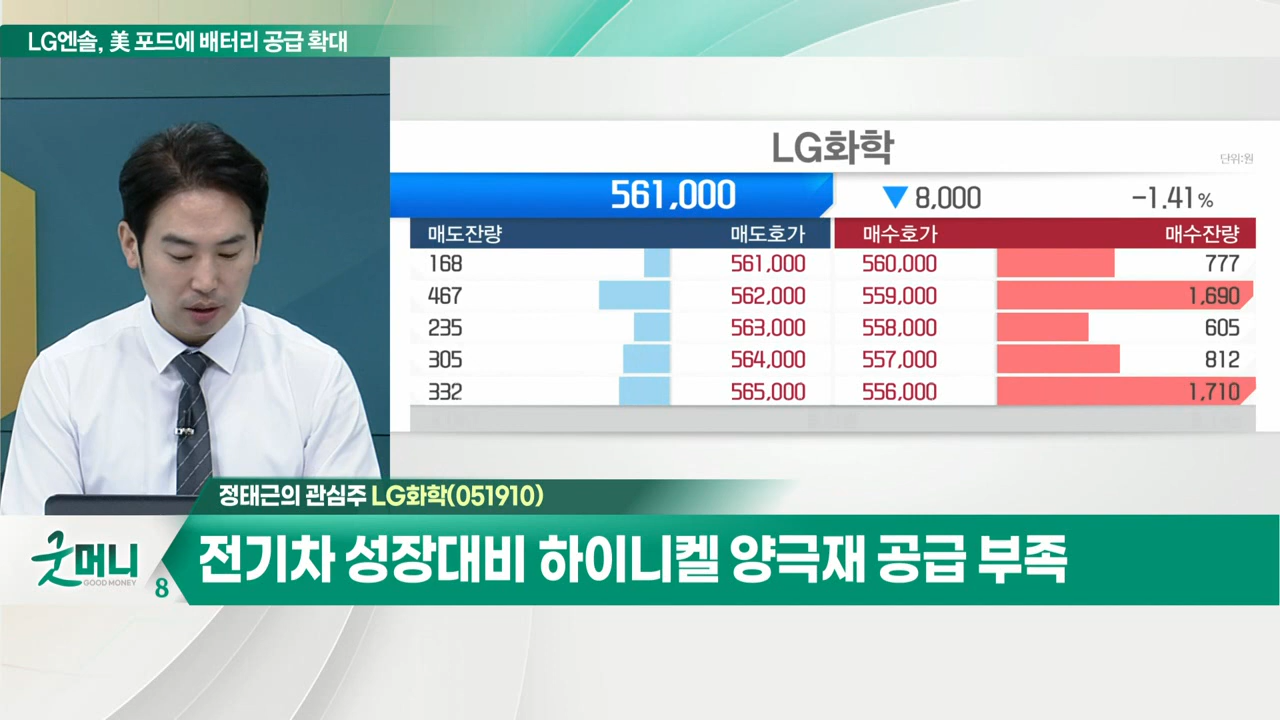 LG엔솔, 美 포드에 배터리 공급 확대
LG화학
단위:원
561,000 ▼ 8,000 -1.41%
매도잔량 매도호가 매수호가 매수잔량
168 561,000 560,000 777
467 562,000 559,000 1,690
235 563,000 558,000 605
305 564,000 557,000 812
332 565,000 556,000 1,710
정태근의 관심주 LG화학(051910)
굿머니
GOOD MONEY
8
전기차 성장대비 하이니켈 양극재 공급 부족